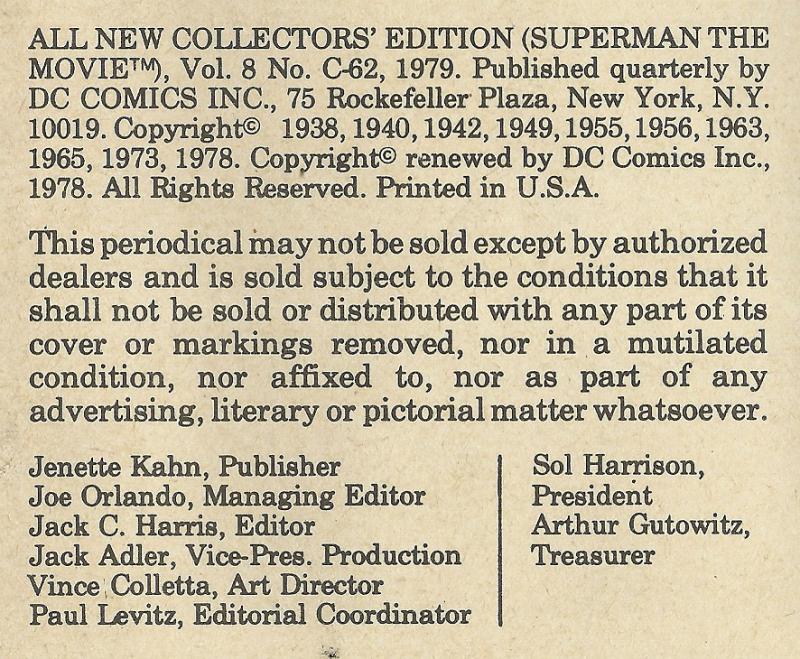 ALL NEW COLLECTORS' EDITION (SUPERMAN THE
MOVIE™), Vol. 8 No. C-62, 1979. Published quarterly by
DC COMICS INC., 75 Rockefeller Plaza, New York, N.Y.
10019. Copyright© 1938, 1940, 1942, 1949, 1955, 1956, 1963,
1965, 1973, 1978. Copyright© renewed by DC Comics Inc.,
1978. All Rights Reserved. Printed in U.S.A.
This periodical may not be sold except by authorized
dealers and is sold subject to the conditions that it
shall not be sold or distributed with any part of its
cover or markings removed, nor in a mutilated
condition, nor affixed to, nor as part of any
advertising, literary or pictorial matter whatsoever.
Jenette Kahn, Publisher
Joe Orlando, Managing Editor
Jack C. Harris, Editor
Jack Adler, Vice-Pres. Production
Vince Colletta, Art Director
Paul Levitz, Editorial Coordinator
Sol Harrison,
President
Arthur Gutowitz,
Treasurer